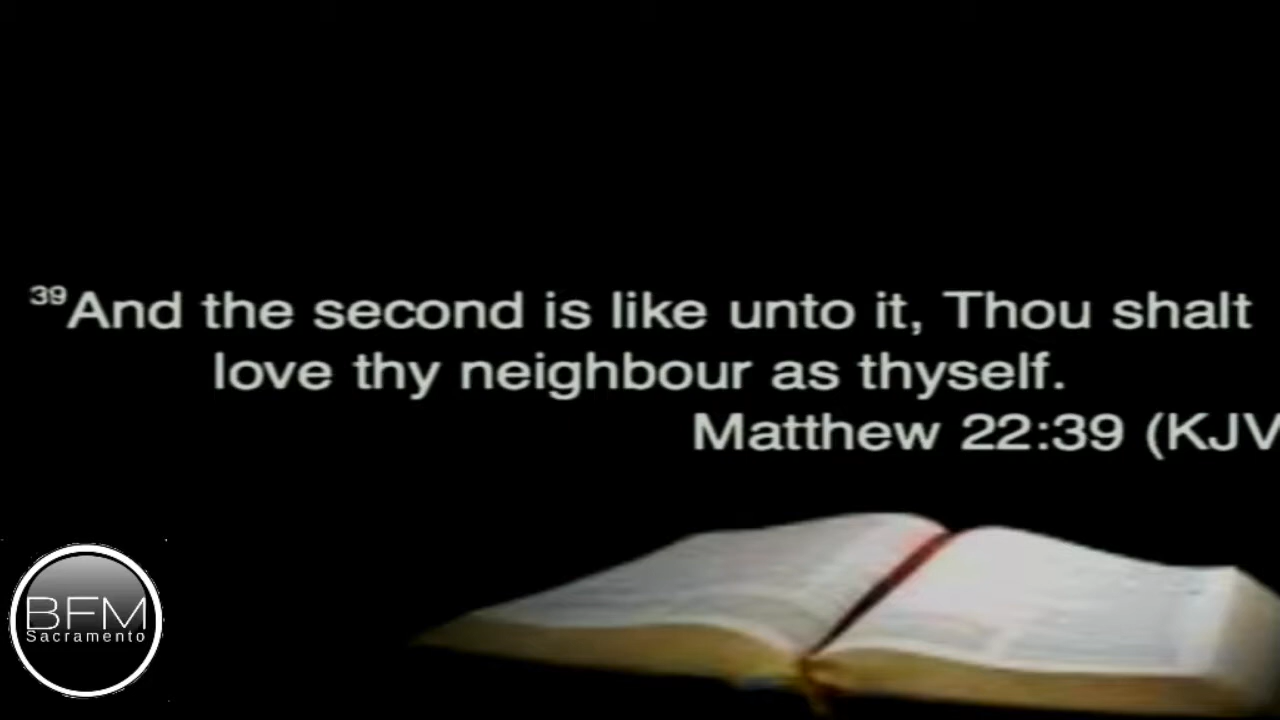 ³⁹And the second is like unto it, Thou shalt
love thy neighbour as thyself.
Matthew 22:39 (KJV
BFM
Sacramento